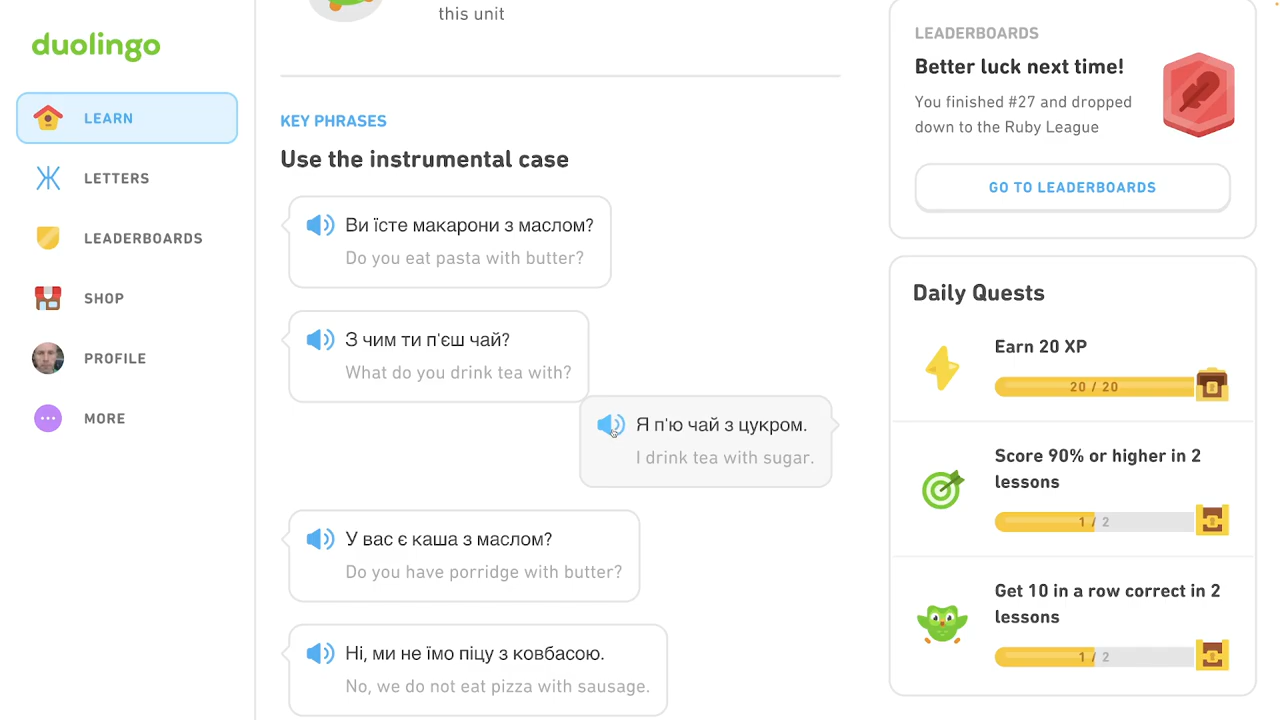 this unit
duolingo
LEARN
LETTERS
LEADERBOARDS
SHOP
PROFILE
MORE
KEY PHRASES
Use the instrumental case
Ви їсте макарони з маслом?
Do you eat pasta with butter?
З чим ти п'єш чай?
What do you drink tea with?
Я п'ю чай з цукром.
I drink tea with sugar.
У вас є каша з маслом?
Do you have porridge with butter?
Ні, ми не їмо піцу з ковбасою.
No, we do not eat pizza with sausage.
LEADERBOARDS
Better luck next time!
You finished #27 and dropped
down to the Ruby League
GO TO LEADERBOARDS
Daily Quests
Earn 20 XP
20 / 20
Score 90% or higher in 2
lessons
1 / 2
Get 10 in a row correct in 2
lessons
1 / 2